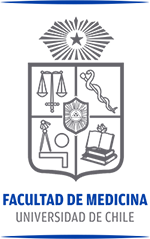 FACULTAD DE MEDICINA
UNIVERSIDAD DE CHILE